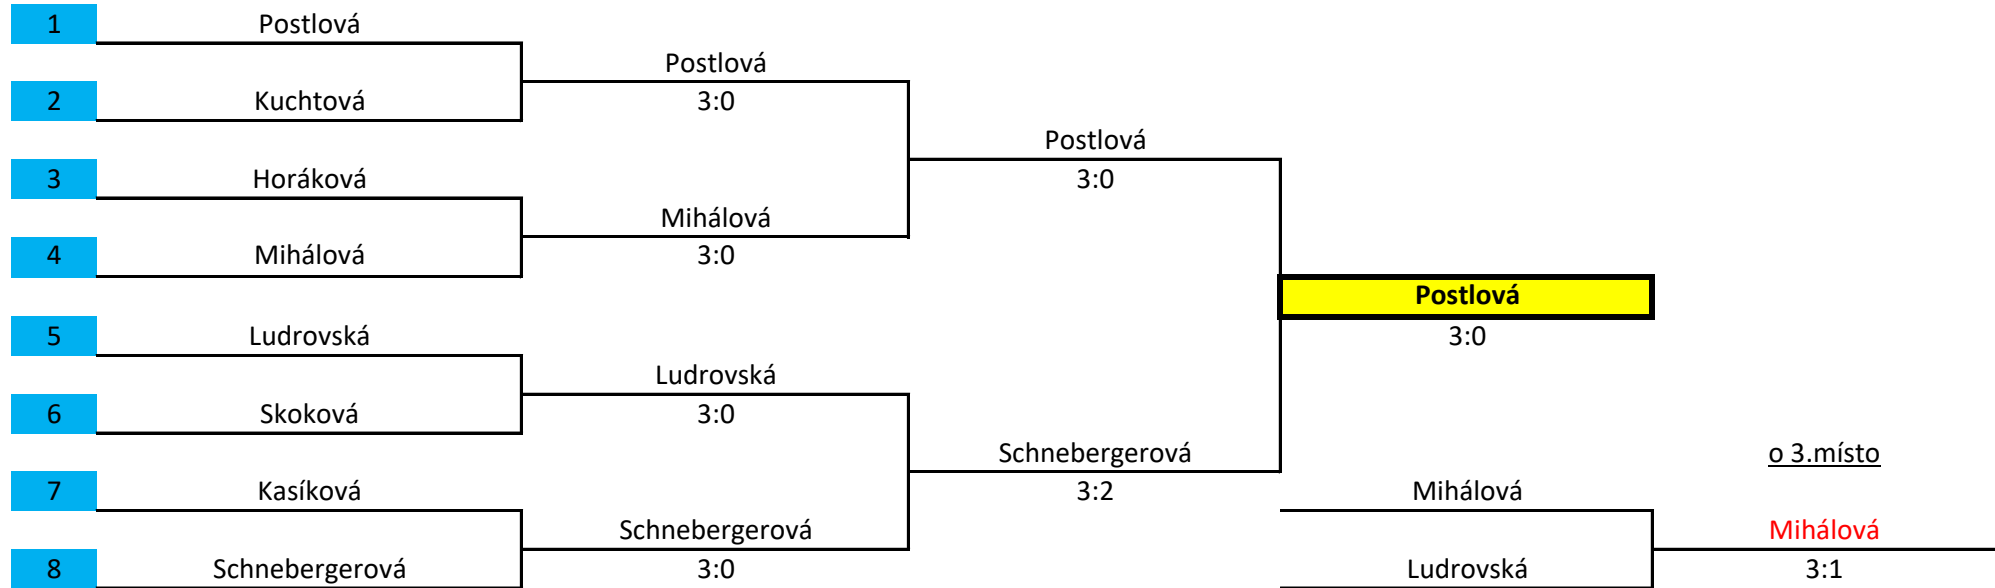 1 Postlová
Postlová
2 Kuchtová 3:0
Postlová
3 Horáková 3:0
Mihálová
4 Mihálová 3:0
Postlová
5 Ludrovská 3:0
Ludrovská
6 Skoková 3:0
Schnebergerová o 3.místo
7 Kasíková 3:2 Mihálová
Schnebergerová Mihálová
8 Schnebergerová 3:0 Ludrovská 3:1